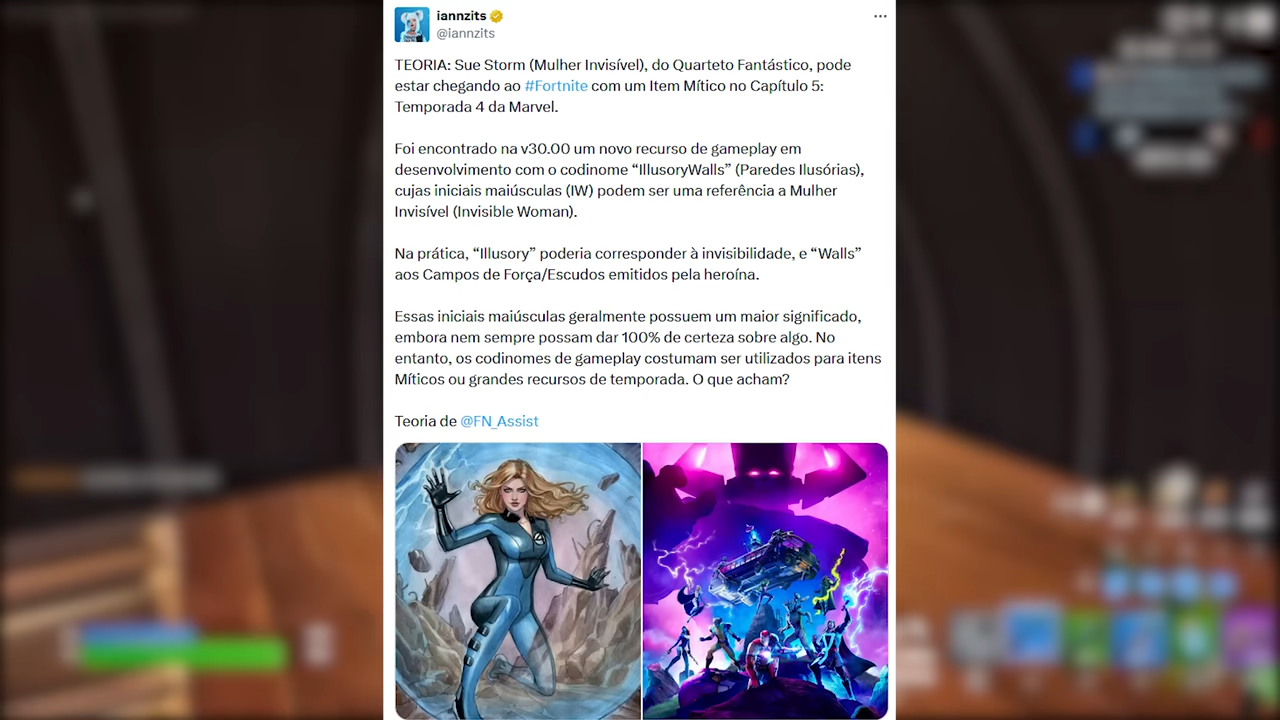 iannzits
@iannzits
TEORIA: Sue Storm (Mulher Invisível), do Quarteto Fantástico, pode
estar chegando ao #Fortnite com um Item Mítico no Capítulo 5:
Temporada 4 da Marvel.
Foi encontrado na v30.00 um novo recurso de gameplay em
desenvolvimento com o codinome “IllusoryWalls” (Paredes Ilusórias),
cujas iniciais maiúsculas (IW) podem ser uma referência a Mulher
Invisível (Invisible Woman).
Na prática, “Illusory” poderia corresponder à invisibilidade, e “Walls”
aos Campos de Força/Escudos emitidos pela heroína.
Essas iniciais maiúsculas geralmente possuem um maior significado,
embora nem sempre possam dar 100% de certeza sobre algo. No
entanto, os codinomes de gameplay costumam ser utilizados para itens
Míticos ou grandes recursos de temporada. O que acham?
Teoria de @FN_Assist